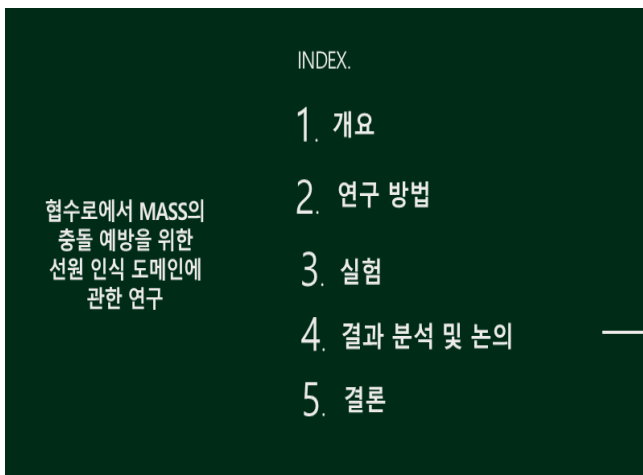 협수로에서 MASS의
충돌 예방을 위한
선원 인식 도메인에
관한 연구
INDEX.
1. 개요
2. 연구 방법
3. 실험
4. 결과 분석 및 논의
5. 결론